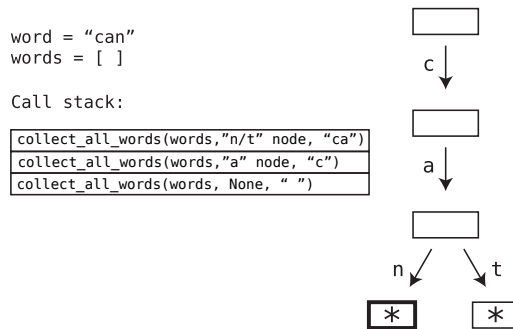 word = “can”
words = [ ]
Call stack:
collect_all_words(words,”n/t” node, “ca”)
collect_all_words(words,”a” node, “c”)
collect_all_words(words, None, “ ”)
c
a
n
t
*
*